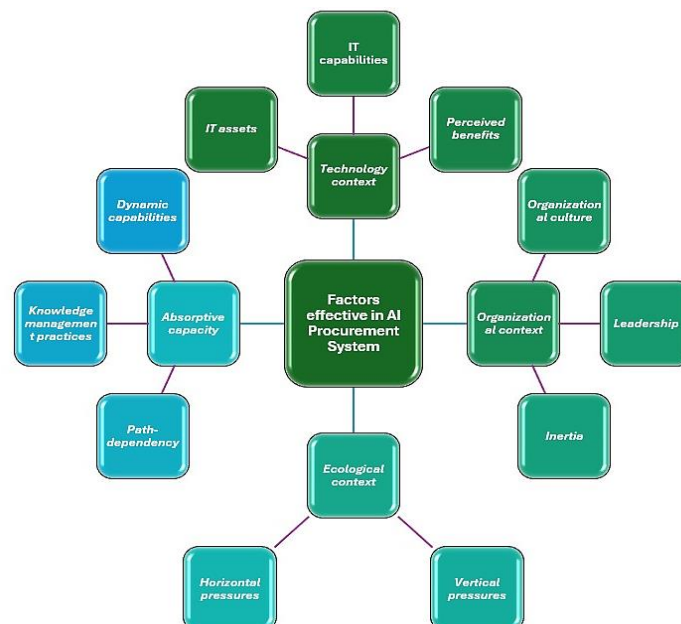 IT
capabilities
IT assets
Perceived
benefits
Technology
context
Dynamic
capabilities
Organization
al culture
Factors
effective in AI
Procurement
System
Knowledge
managemen
t practices
Absorptive
capacity
Organization
al context
Leadership
Path-
dependency
Inertia
Ecological
context
Horizontal
pressures
Vertical
pressures